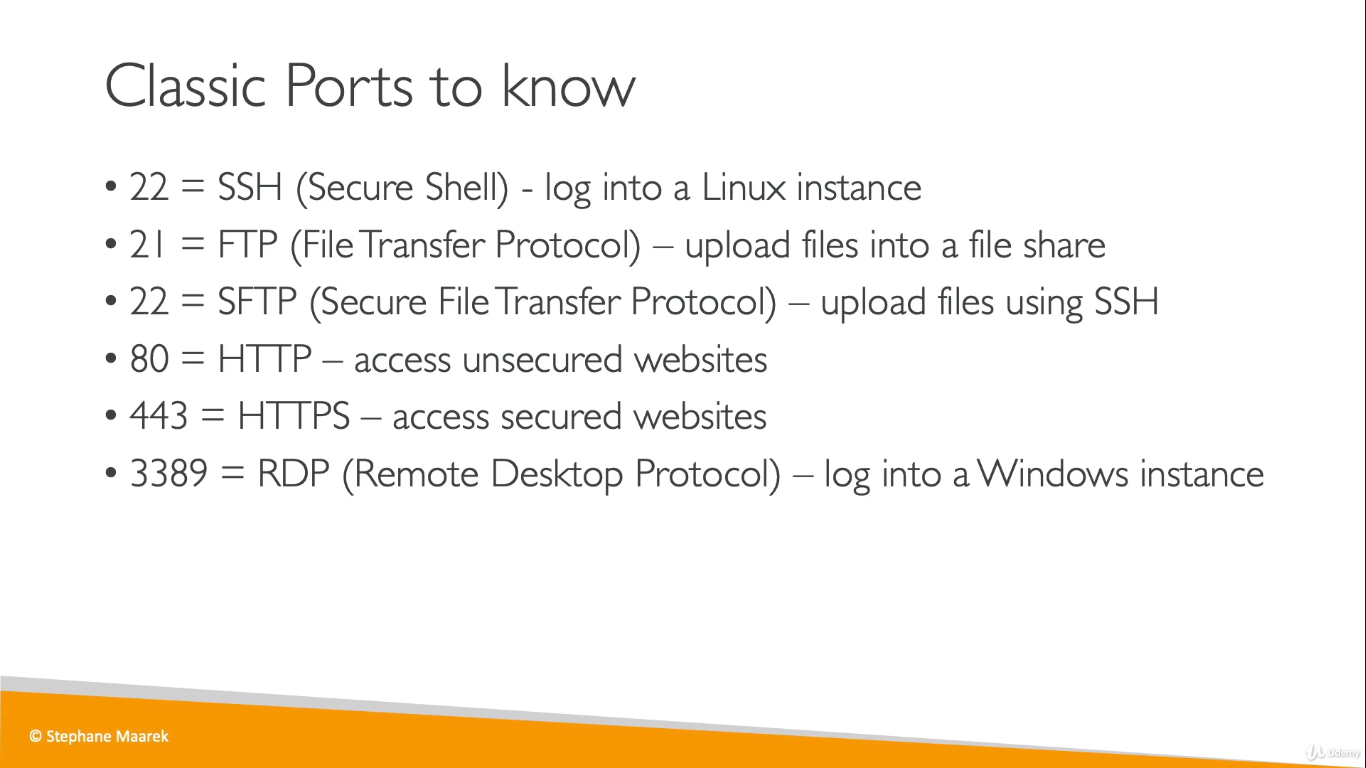 Classic Ports to know
• 22 = SSH (Secure Shell) - log into a Linux instance
• 21 = FTP (File Transfer Protocol) – upload files into a file share
• 22 = SFTP (Secure File Transfer Protocol) – upload files using SSH
• 80 = HTTP – access unsecured websites
• 443 = HTTPS – access secured websites
• 3389 = RDP (Remote Desktop Protocol) – log into a Windows instance
© Stephane Maarek
Udemy